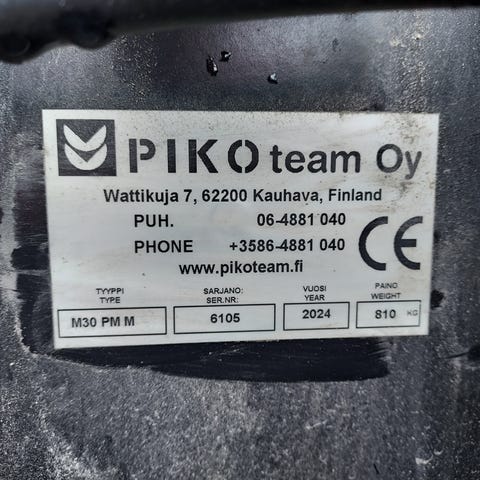 PIKO team Oy
Wattikuja 7, 62200 Kauhava, Finland
PUH. 06-4881 040
PHONE +3586-4881 040
www.pikoteam.fi
CE
TYYPPI SARJANO: VUOSI PAINO
TYPE SER.NR: YEAR WEIGHT
M30 PM M 6105 2024 810 KG